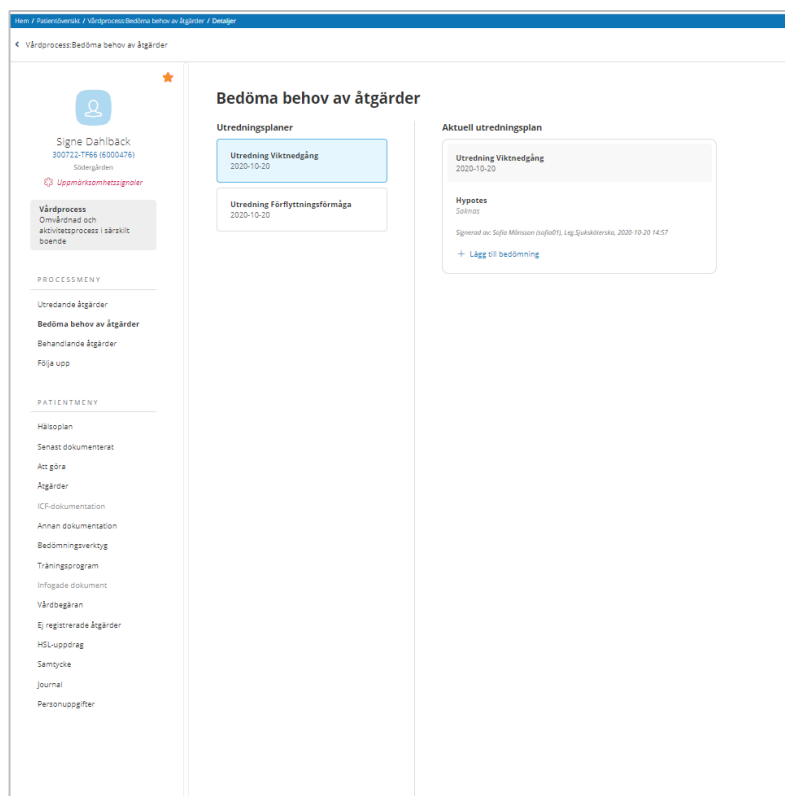 Hem / Patientöversikt / Vårdprocess:Bedöma behov av åtgärder / Detaljer
Vårdprocess:Bedöma behov av åtgärder
Signe Dahlbäck
300722-TF66 (6000476)
Södergården
Uppmärksomhetssignaler
Vårdprocess
Omvårdnad och
aktivitetsprocess i särskilt
boende
PROCESSMENY
Utredande åtgärder
Bedöma behov av åtgärder
Behandlande åtgärder
Följa upp
PATIENTMENY
Hälsoplan
Senast dokumenterat
Att göra
Åtgärder
ICF-dokumentation
Annan dokumentation
Bedömningsverktyg
Träningsprogram
Infogade dokument
Vårdbegäran
Ej registrerade åtgärder
HSL-uppdrag
Samtycke
Journal
Personuppgifter
Bedöma behov av åtgärder
Utredningsplaner
Utredning Viktnedgång
2020-10-20
Utredning Förflyttningsförmåga
2020-10-20
Aktuell utredningsplan
Utredning Viktnedgång
2020-10-20
Hypotes
Saknas
Signerad av: Sofia Månsson (sofia01), Leg.Sjuksköterska, 2020-10-20 14:57
+ Lägg till bedömning